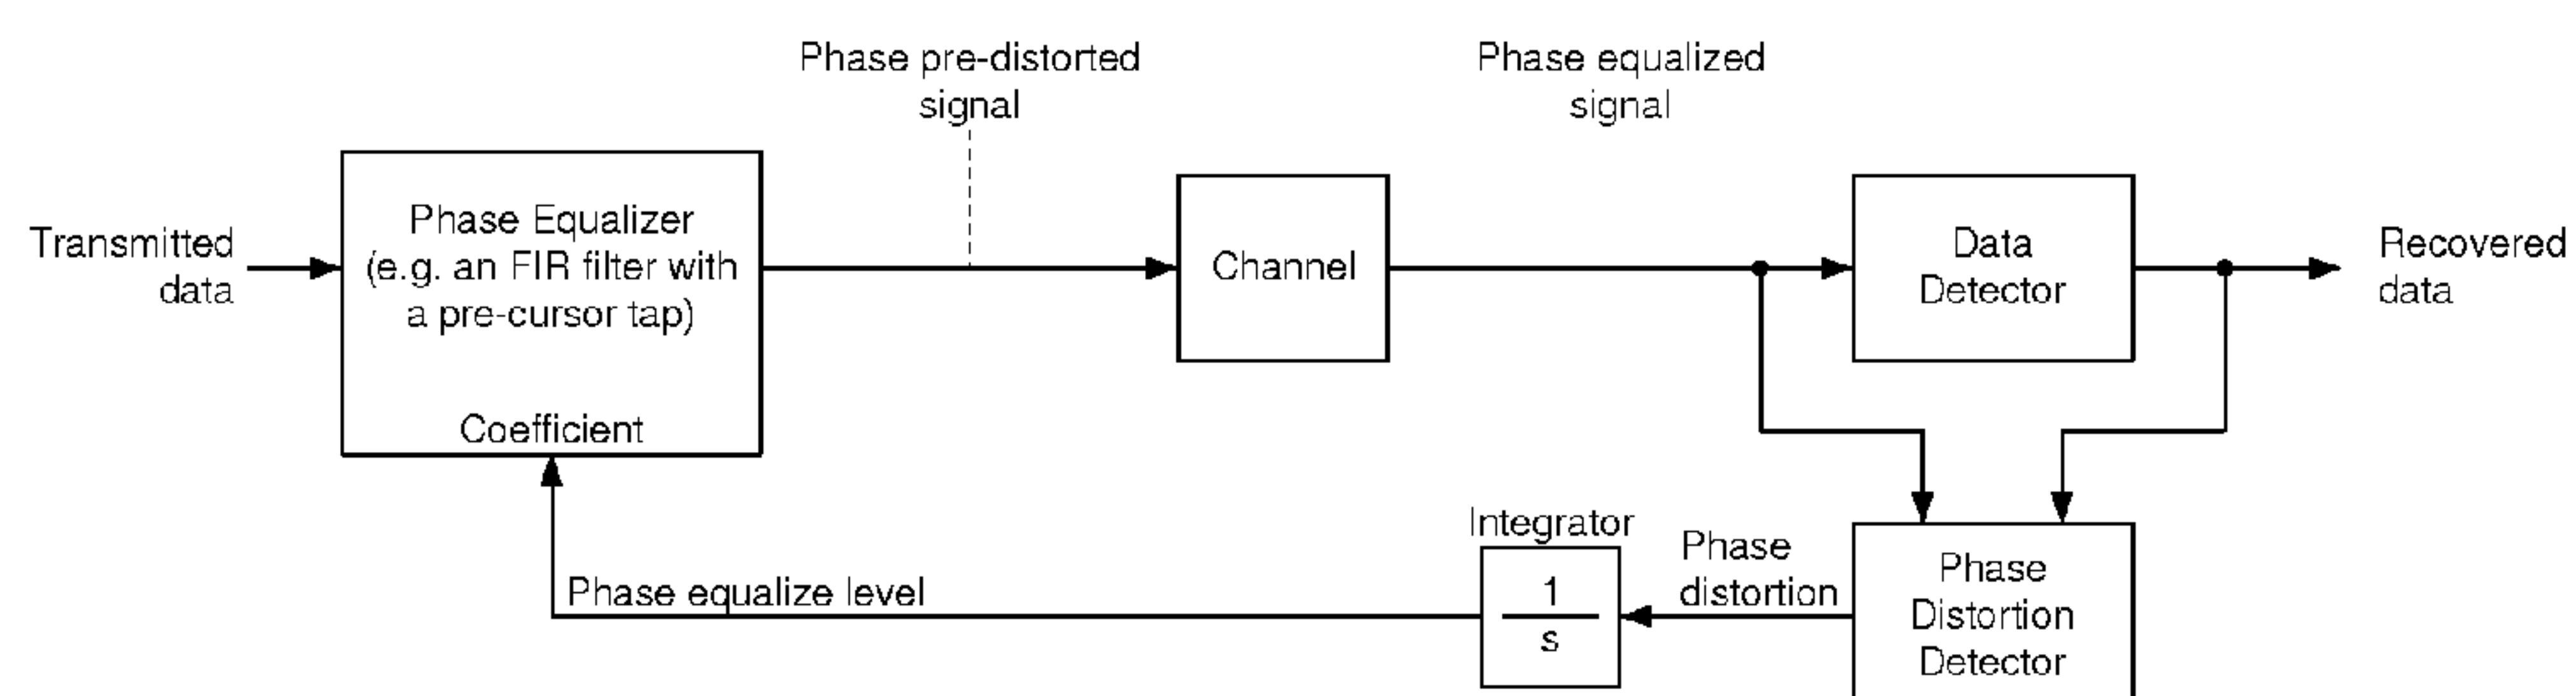 Phase pre-distorted
signal
Phase equalized
signal
Transmitted
data
Phase Equalizer
(e.g. an FIR filter with
a pre-cursor tap)
Coefficient
Channel
Data
Detector
Recovered
data
Integrator
1
s
Phase
distortion
Phase
Distortion
Detector
Phase equalize level